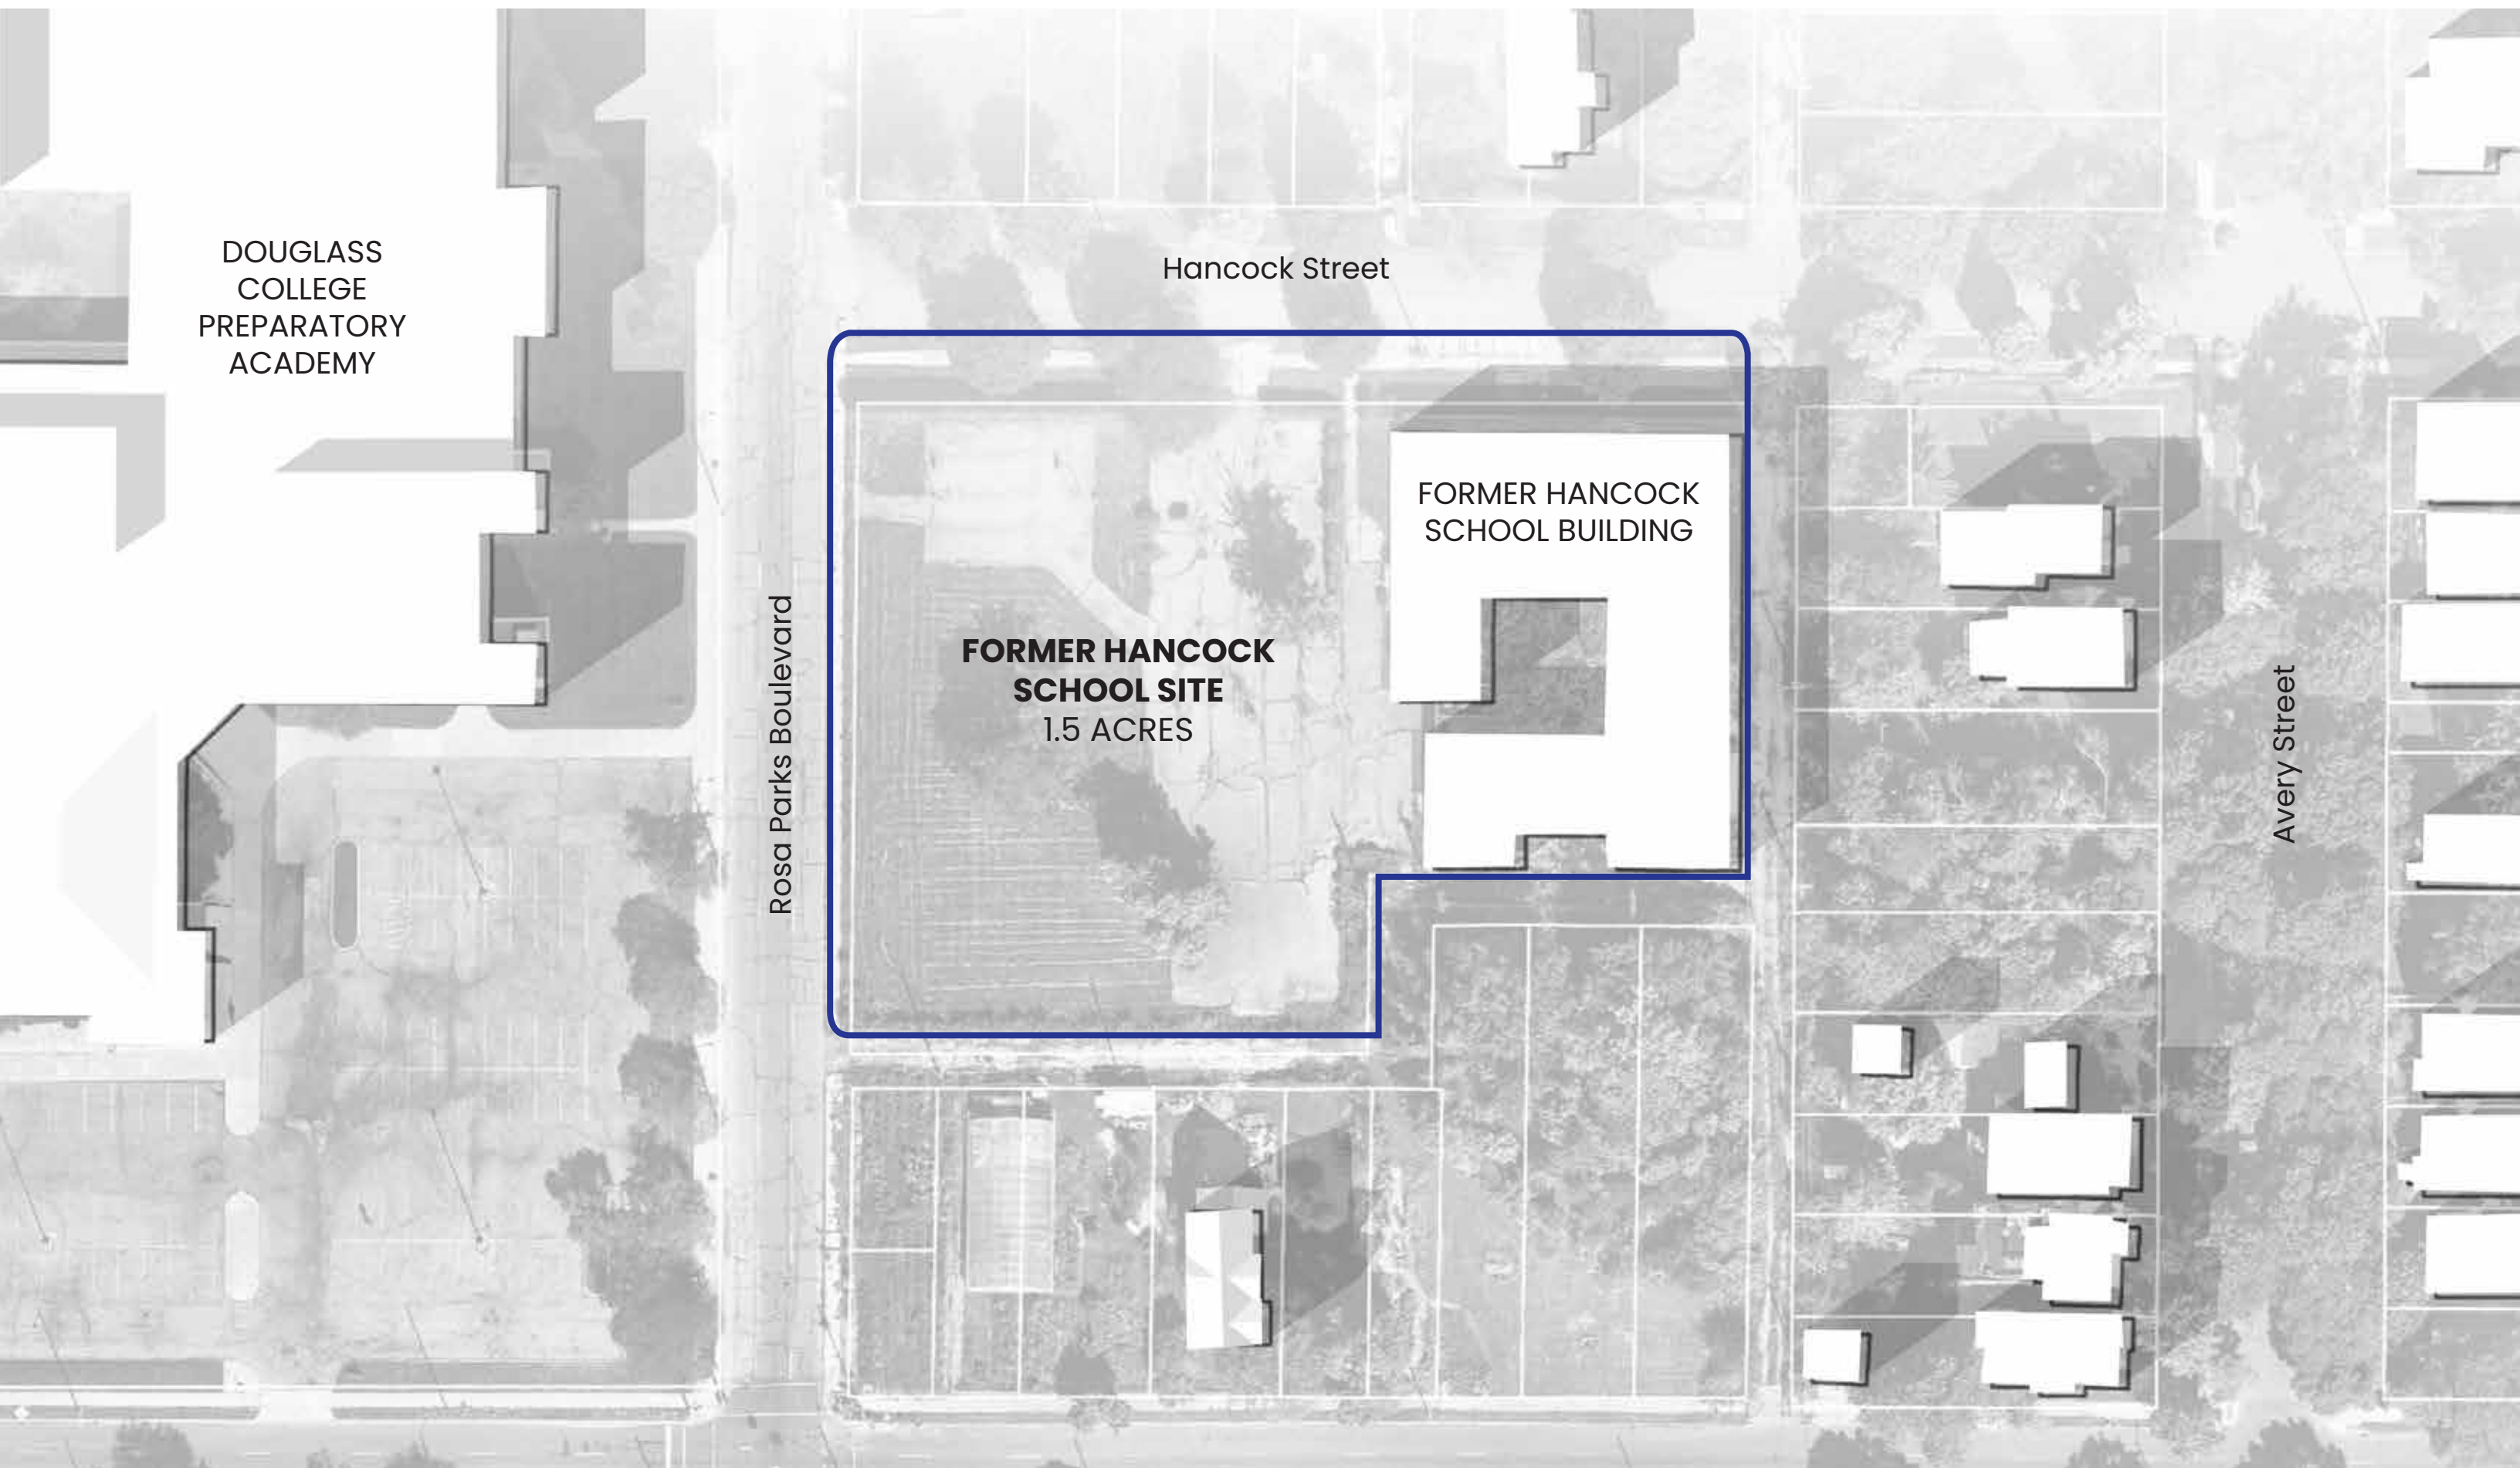 DOUGLASS
COLLEGE
PREPARATORY
ACADEMY
Hancock Street
FORMER HANCOCK
SCHOOL BUILDING
FORMER HANCOCK
SCHOOL SITE
1.5 ACRES
Rosa Parks Boulevard
Avery Street